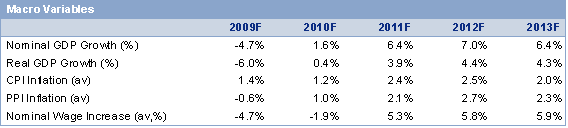 Macro Variables
2009F 2010F 2011F 2012F 2013F
Nominal GDP Growth (%) -4.7% 1.6% 6.4% 7.0% 6.4%
Real GDP Growth (%) -6.0% 0.4% 3.9% 4.4% 4.3%
CPI Inflation (av) 1.4% 1.2% 2.4% 2.5% 2.0%
PPI Inflation (av) -0.6% 1.0% 2.1% 2.7% 2.3%
Nominal Wage Increase (av,%) -4.7% -1.9% 5.3% 5.8% 5.9%